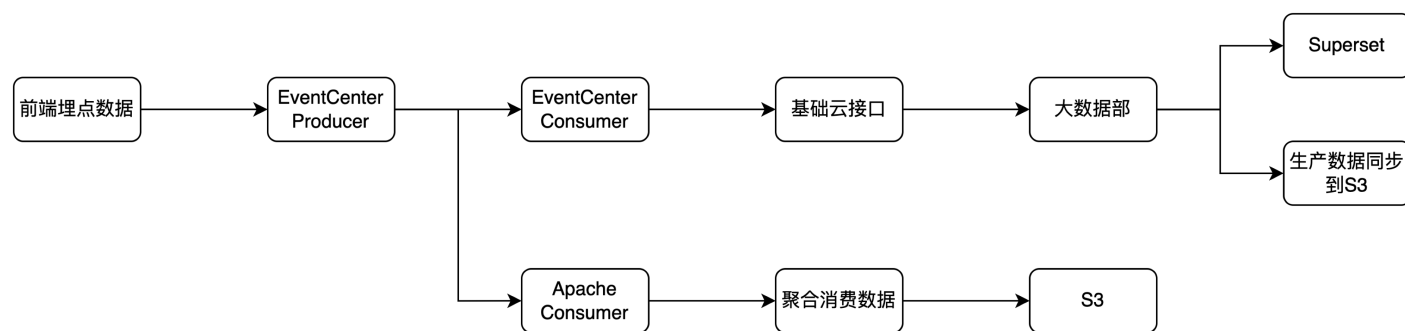 Superset
前端埋点数据
EventCenter
Producer
EventCenter
Consumer
基础云接口
大数据部
生产数据同步
到S3
Apache
Consumer
聚合消费数据
S3